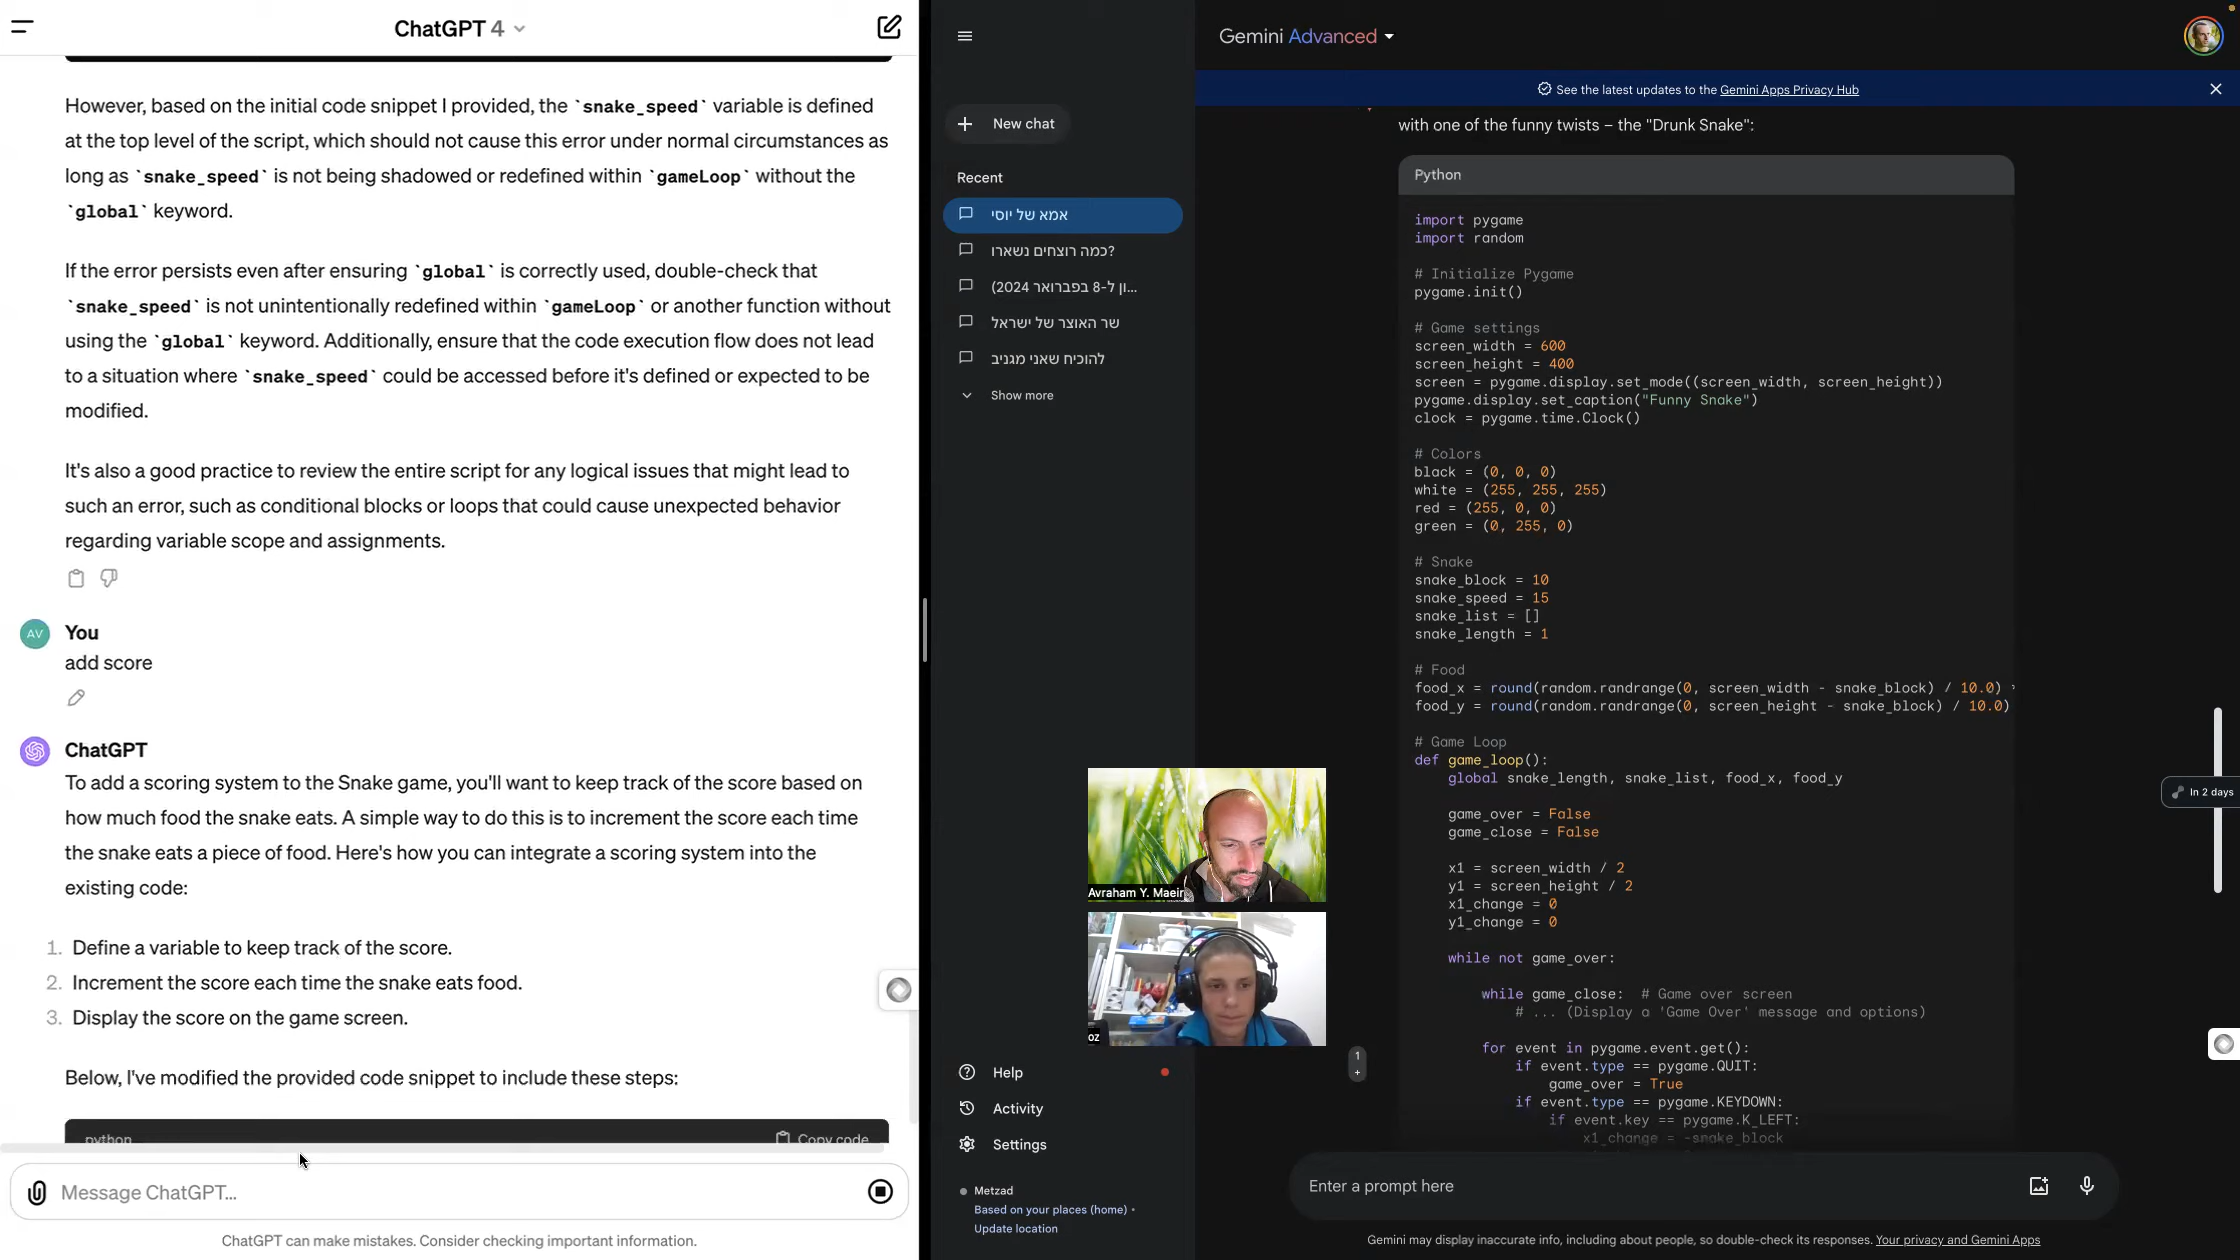 ChatGPT 4
However, based on the initial code snippet I provided, the `snake_speed` variable is defined
at the top level of the script, which should not cause this error under normal circumstances as
long as `snake_speed` is not being shadowed or redefined within `gameLoop` without the
`global` keyword.
If the error persists even after ensuring `global` is correctly used, double-check that
`snake_speed` is not unintentionally redefined within `gameLoop` or another function without
using the `global` keyword. Additionally, ensure that the code execution flow does not lead
to a situation where `snake_speed` could be accessed before it's defined or expected to be
modified.
It's also a good practice to review the entire script for any logical issues that might lead to
such an error, such as conditional blocks or loops that could cause unexpected behavior
regarding variable scope and assignments.
AV
You
add score
ChatGPT
To add a scoring system to the Snake game, you'll want to keep track of the score based on
how much food the snake eats. A simple way to do this is to increment the score each time
the snake eats a piece of food. Here's how you can integrate a scoring system into the
existing code:
1. Define a variable to keep track of the score.
2. Increment the score each time the snake eats food.
3. Display the score on the game screen.
Below, I've modified the provided code snippet to include these steps:
python
Copy code
Message ChatGPT...
ChatGPT can make mistakes. Consider checking important information.
New chat
Recent
אמא של יוסי
כמה רוצחים נשארו?
...ון ל-8 בפברואר 2024)
שר האוצר של ישראל
להוכיח שאני מגניב
Show more
Avraham Y. Maein
oz
Help
Activity
Settings
Metzad
Based on your places (home) •
Update location
Gemini Advanced
See the latest updates to the Gemini Apps Privacy Hub
with one of the funny twists – the "Drunk Snake":
Python
import pygame
import random
# Initialize Pygame
pygame.init()
# Game settings
screen_width = 600
screen_height = 400
screen = pygame.display.set_mode((screen_width, screen_height))
pygame.display.set_caption("Funny Snake")
clock = pygame.time.Clock()
# Colors
black = (0, 0, 0)
white = (255, 255, 255)
red = (255, 0, 0)
green = (0, 255, 0)
# Snake
snake_block = 10
snake_speed = 15
snake_list = []
snake_length = 1
# Food
food_x = round(random.randrange(0, screen_width - snake_block) / 10.0)
food_y = round(random.randrange(0, screen_height - snake_block) / 10.0)
# Game Loop
def game_loop():
global snake_length, snake_list, food_x, food_y
game_over = False
game_close = False
x1 = screen_width / 2
y1 = screen_height / 2
x1_change = 0
y1_change = 0
while not game_over:
while game_close: # Game over screen
# ... (Display a 'Game Over' message and options)
for event in pygame.event.get():
if event.type == pygame.QUIT:
game_over = True
if event.type == pygame.KEYDOWN:
if event.key == pygame.K_LEFT:
x1_change = -snake_block
In 2 days
1
+
Enter a prompt here
Gemini may display inaccurate info, including about people, so double-check its responses. Your privacy and Gemini Apps